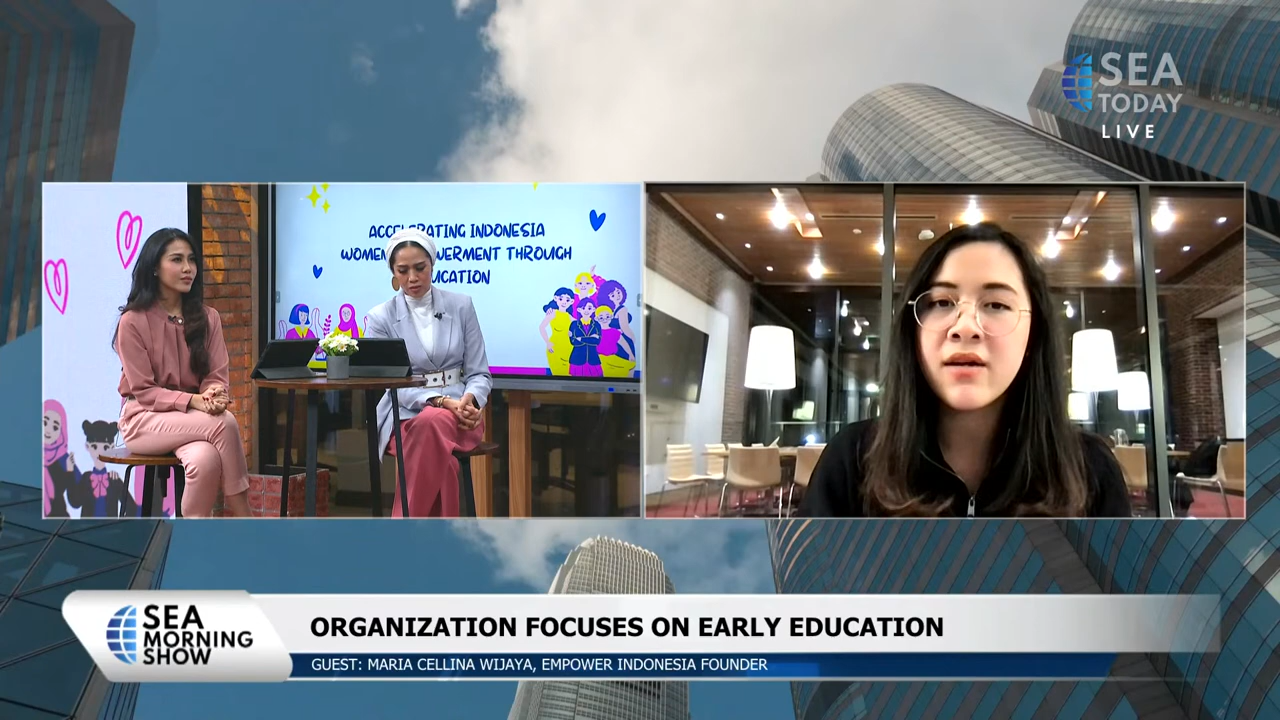 SEA
TODAY
LIVE
ACCELERATING INDONESIA
WOMEN EMPOWERMENT THROUGH
EDUCATION
SEA
MORNING
SHOW
ORGANIZATION FOCUSES ON EARLY EDUCATION
GUEST: MARIA CELLINA WIJAYA, EMPOWER INDONESIA FOUNDER